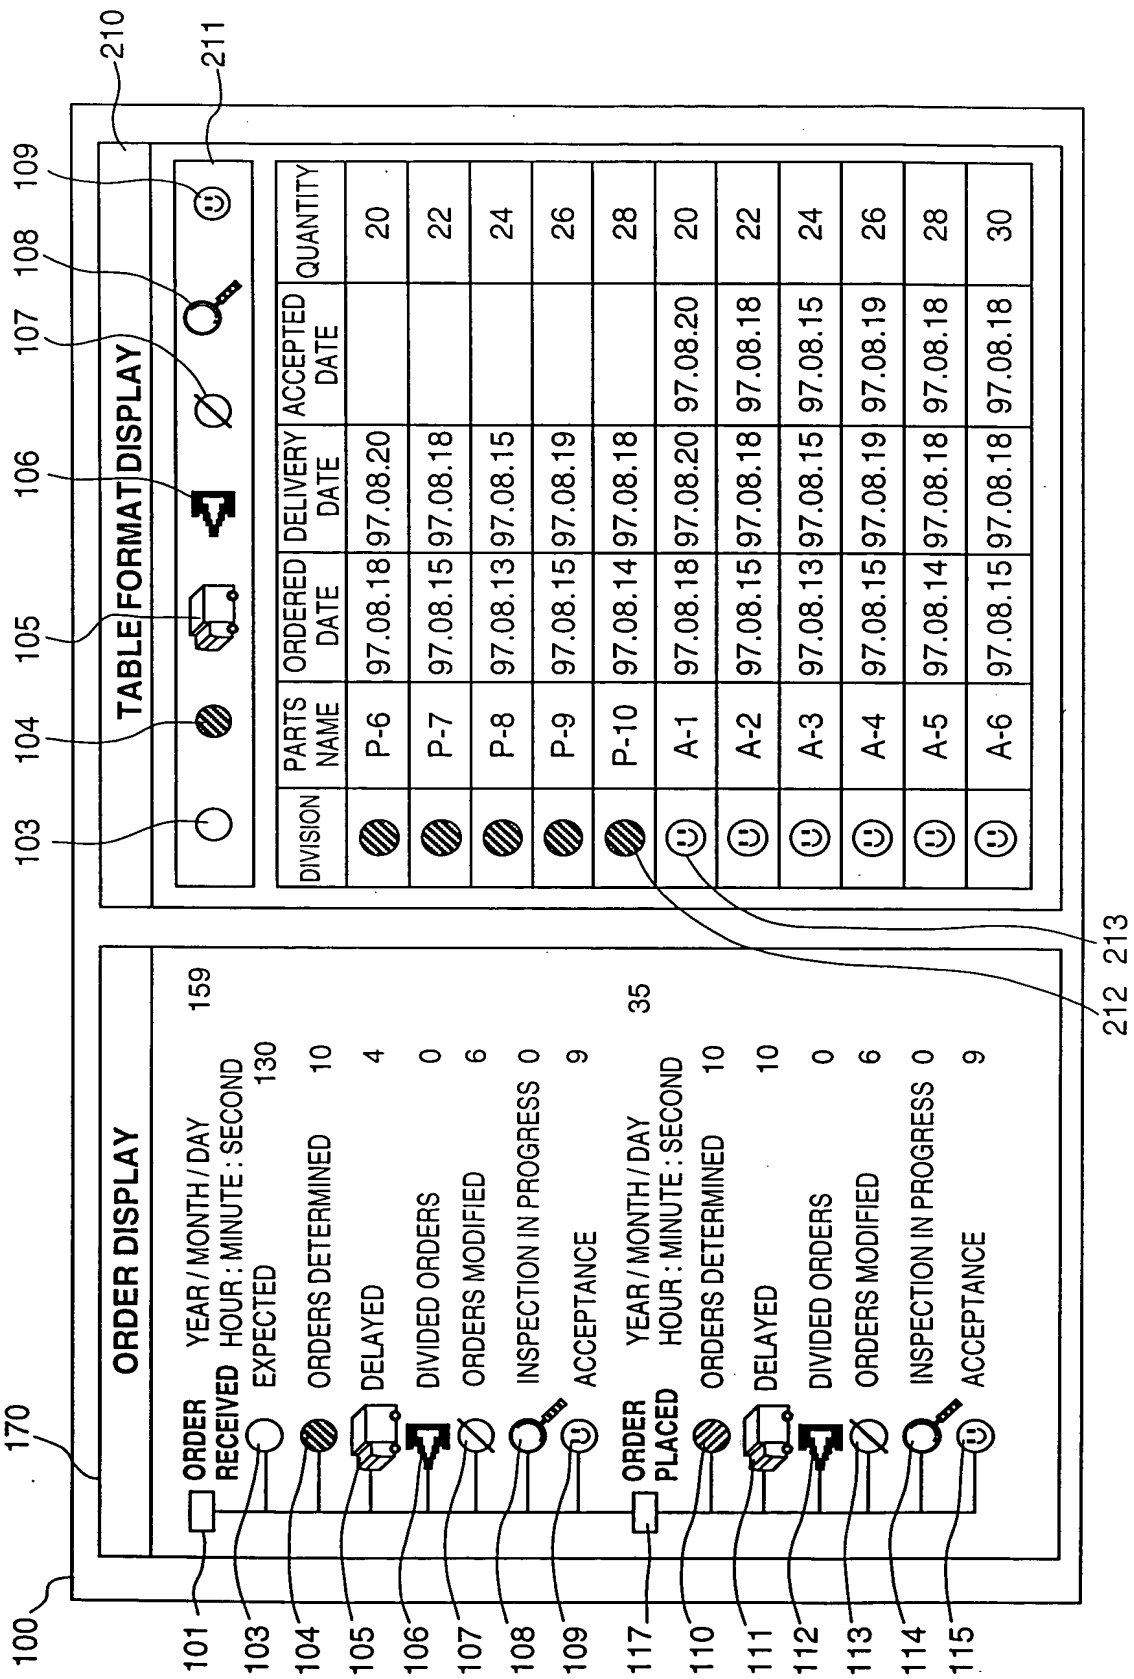 100
170
ORDER DISPLAY
101
ORDER RECEIVED
YEAR / MONTH / DAY
HOUR : MINUTE : SECOND
159
103
EXPECTED 130
104
ORDERS DETERMINED 10
105
DELAYED 4
106
DIVIDED ORDERS 0
107
ORDERS MODIFIED 6
108
INSPECTION IN PROGRESS 0
109
ACCEPTANCE 9
117
ORDER PLACED
YEAR / MONTH / DAY
HOUR : MINUTE : SECOND
35
110
ORDERS DETERMINED 10
111
DELAYED 10
112
DIVIDED ORDERS 0
113
ORDERS MODIFIED 6
114
INSPECTION IN PROGRESS 0
115
ACCEPTANCE 9
103 104 105 106 107 108 109
210
TABLE FORMAT DISPLAY
211
DIVISION PARTS NAME ORDERED DATE DELIVERY DATE ACCEPTED DATE QUANTITY
P-6 97.08.18 97.08.20 20
P-7 97.08.15 97.08.18 22
P-8 97.08.13 97.08.15 24
P-9 97.08.15 97.08.19 26
P-10 97.08.14 97.08.18 28
A-1 97.08.18 97.08.20 97.08.20 20
A-2 97.08.15 97.08.18 97.08.18 22
A-3 97.08.13 97.08.15 97.08.15 24
A-4 97.08.15 97.08.19 97.08.19 26
A-5 97.08.14 97.08.18 97.08.18 28
A-6 97.08.15 97.08.18 97.08.18 30
212
213